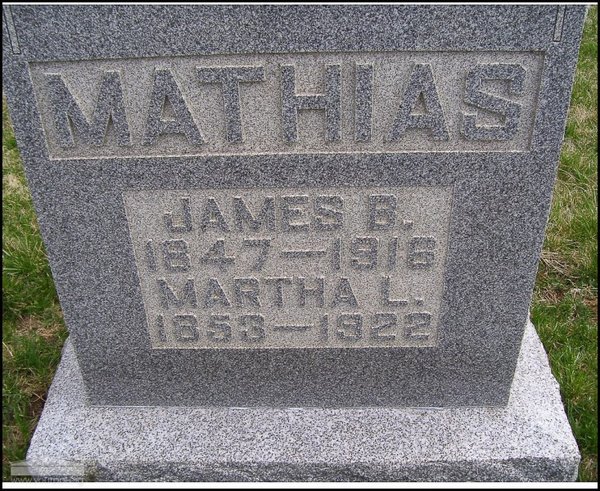 MATHIAS
JAMES B.
1847—1916
MARTHA L.
1853—1922